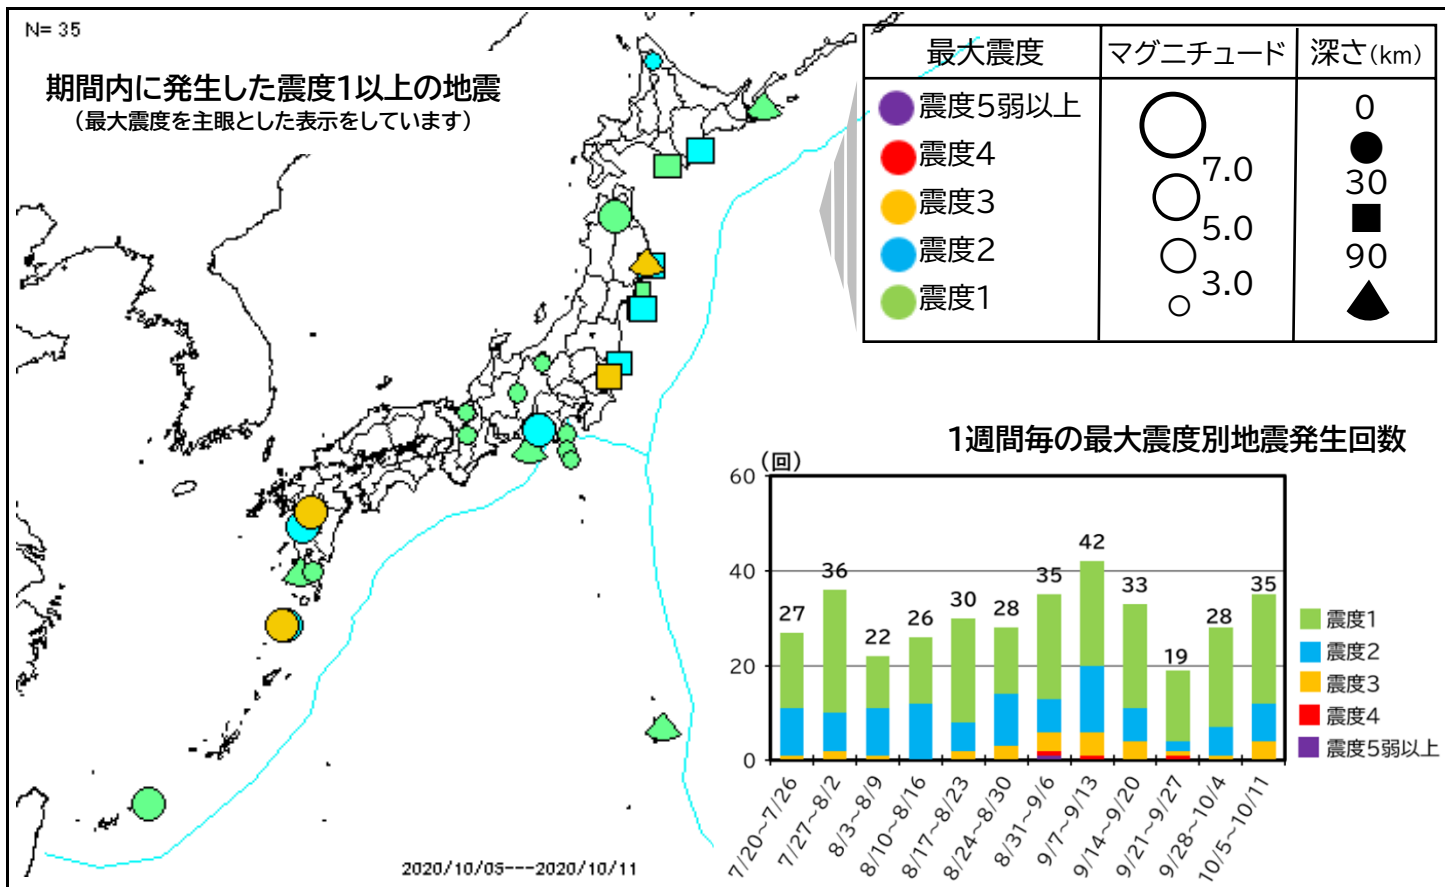 N= 35
期間内に発生した震度1以上の地震
(最大震度を主眼とした表示をしています)
最大震度 マグニチュード 深さ(km)
震度5弱以上
震度4
震度3
震度2
震度1
7.0
5.0
3.0
0
30
90
2020/10/05---2020/10/11
1週間毎の最大震度別地震発生回数
(回)
60
40
20
0
27
36
22
26
30
28
35
42
33
19
28
35
7/20~7/26
7/27~8/2
8/3~8/9
8/10~8/16
8/17~8/23
8/24~8/30
8/31~9/6
9/7~9/13
9/14~9/20
9/21~9/27
9/28~10/4
10/5~10/11
震度1
震度2
震度3
震度4
震度5弱以上